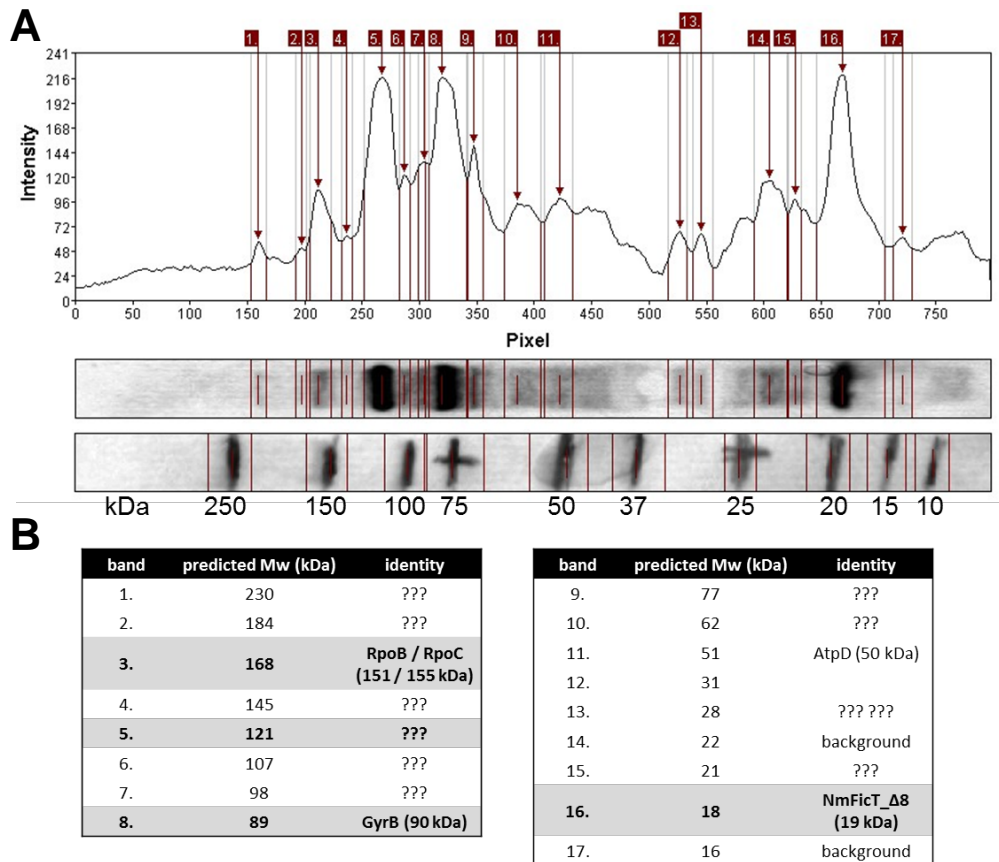 A
13.
1. 2. 3. 4. 5. 6. 7. 8. 9. 10. 11. 12. 14. 15. 16. 17.
241
216
192
168
144
120
96
72
48
24
0
Intensity
0 50 100 150 200 250 300 350 400 450 500 550 600 650 700 750
Pixel
kDa 250 150 100 75 50 37 25 20 15 10
B
band predicted Mw (kDa) identity
1. 230 ???
2. 184 ???
3. 168 RpoB / RpoC
(151 / 155 kDa)
4. 145 ???
5. 121 ???
6. 107 ???
7. 98 ???
8. 89 GyrB (90 kDa)
band predicted Mw (kDa) identity
9. 77 ???
10. 62 ???
11. 51 AtpD (50 kDa)
12. 31
13. 28 ??? ???
14. 22 background
15. 21 ???
16. 18 NmFicT_Δ8
(19 kDa)
17. 16 background